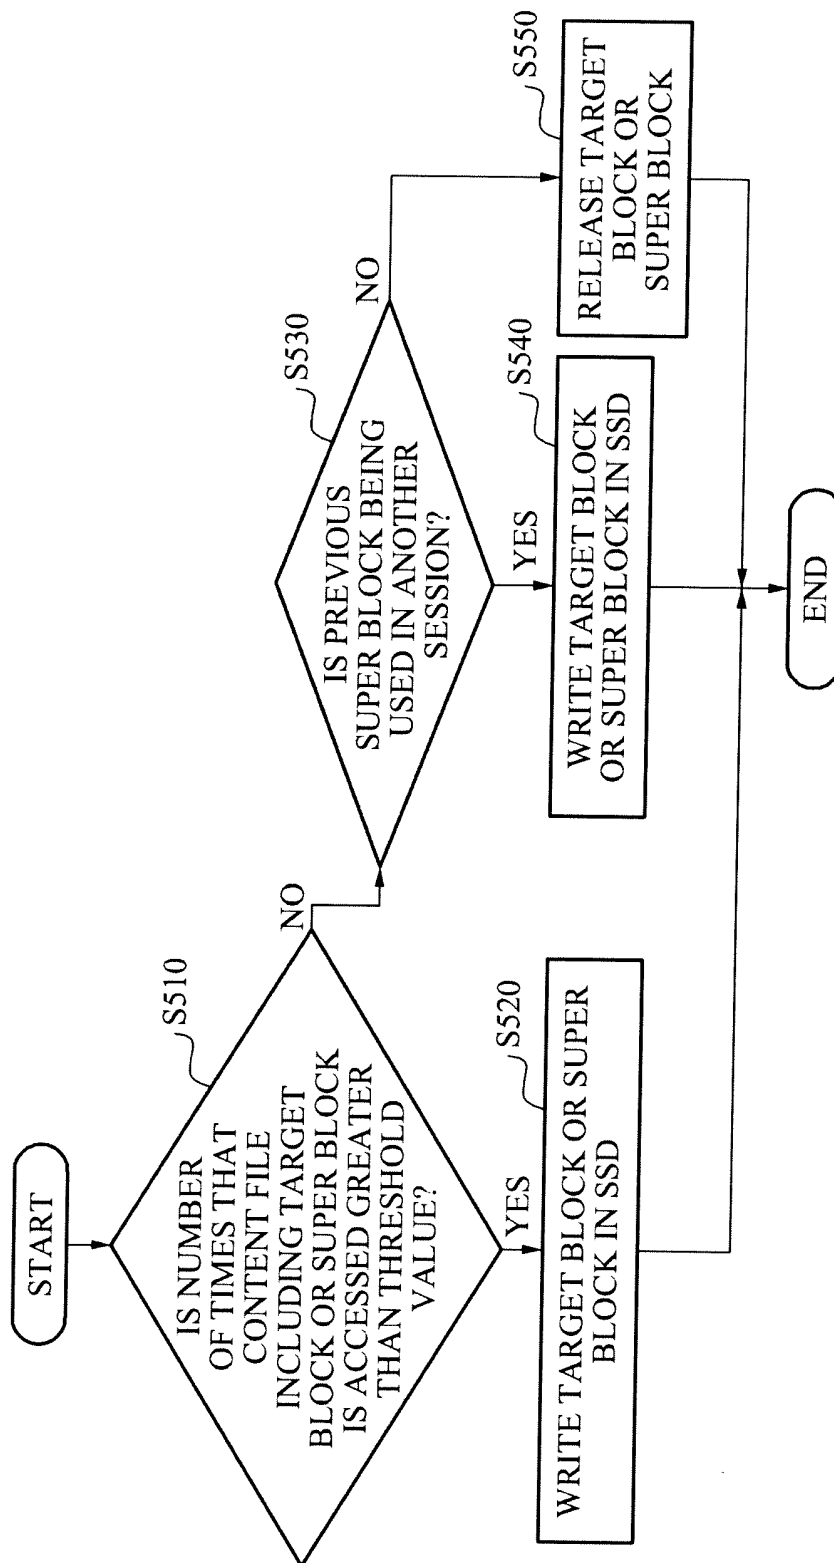 START
S510
IS NUMBER
OF TIMES THAT
CONTENT FILE
INCLUDING TARGET
BLOCK OR SUPER BLOCK
IS ACCESSED GREATER
THAN THRESHOLD
VALUE?
NO
YES
S520
WRITE TARGET BLOCK OR SUPER
BLOCK IN SSD
S530
IS PREVIOUS
SUPER BLOCK BEING
USED IN ANOTHER
SESSION?
NO
YES
S540
WRITE TARGET BLOCK
OR SUPER BLOCK IN SSD
S550
RELEASE TARGET
BLOCK OR
SUPER BLOCK
END